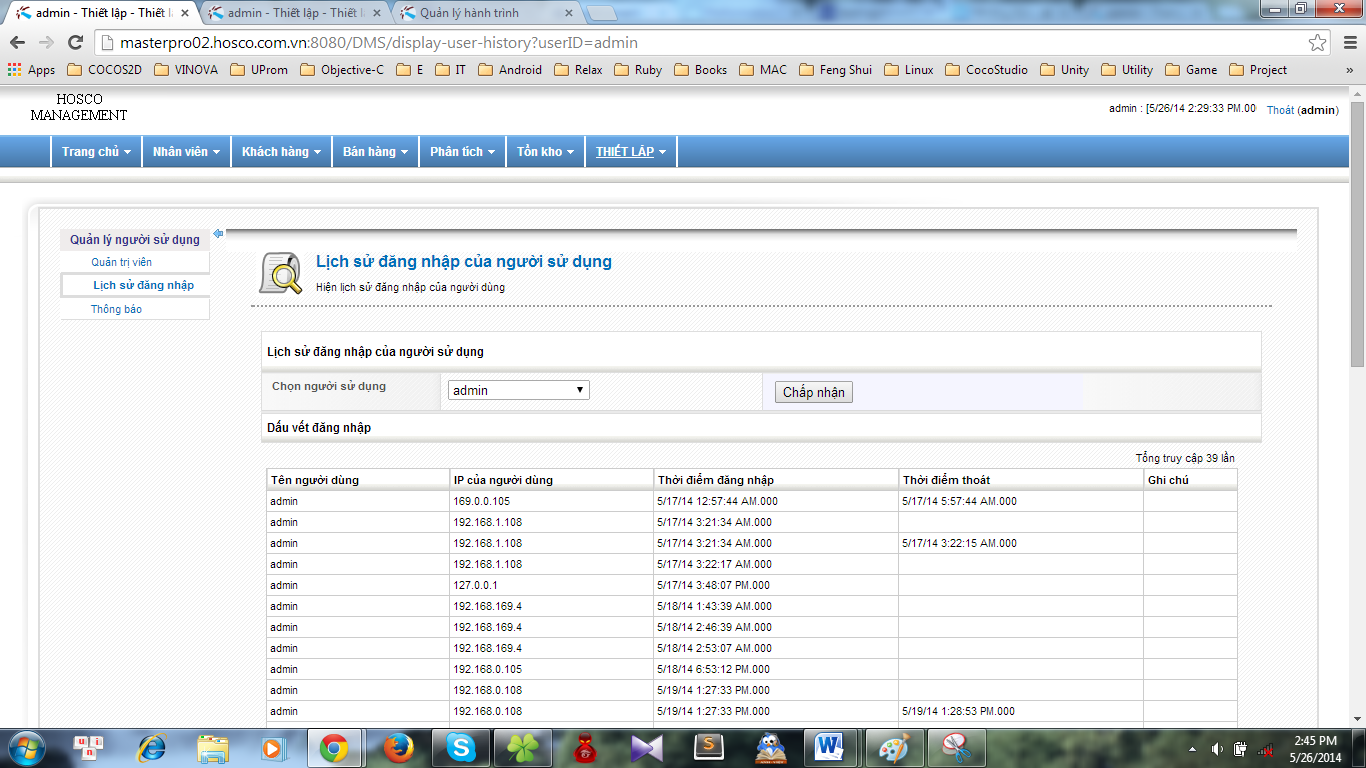 admin - Thiết lập - Thiết l
admin - Thiết lập - Thiết l
Quản lý hành trình
masterpro02.hosco.com.vn:8080/DMS/display-user-history?userID=admin
Apps COCOS2D VINOVA UProm Objective-C E IT Android Relax Ruby Books MAC Feng Shui Linux CocoStudio Unity Utility Game Project »
HOSCO
MANAGEMENT
admin : [5/26/14 2:29:33 PM.00
Thoát (admin)
Trang chủ Nhân viên Khách hàng Bán hàng Phân tích Tồn kho THIẾT LẬP
Quản lý người sử dụng
Quản trị viên
Lịch sử đăng nhập
Thông báo
Lịch sử đăng nhập của người sử dụng
Hiện lịch sử đăng nhập của người dùng
Lịch sử đăng nhập của người sử dụng
Chọn người sử dụng admin Chấp nhận
Dấu vết đăng nhập
Tổng truy cập 39 lần
Tên người dùng IP của người dùng Thời điểm đăng nhập Thời điểm thoát Ghi chú
admin 169.0.0.105 5/17/14 12:57:44 AM.000 5/17/14 5:57:44 AM.000
admin 192.168.1.108 5/17/14 3:21:34 AM.000
admin 192.168.1.108 5/17/14 3:21:34 AM.000 5/17/14 3:22:15 AM.000
admin 192.168.1.108 5/17/14 3:22:17 AM.000
admin 127.0.0.1 5/17/14 3:48:07 PM.000
admin 192.168.169.4 5/18/14 1:43:39 AM.000
admin 192.168.169.4 5/18/14 2:46:39 AM.000
admin 192.168.169.4 5/18/14 2:53:07 AM.000
admin 192.168.0.105 5/18/14 6:53:12 PM.000
admin 192.168.0.108 5/19/14 1:27:33 PM.000
admin 192.168.0.108 5/19/14 1:27:33 PM.000 5/19/14 1:28:53 PM.000
2:45 PM
5/26/2014